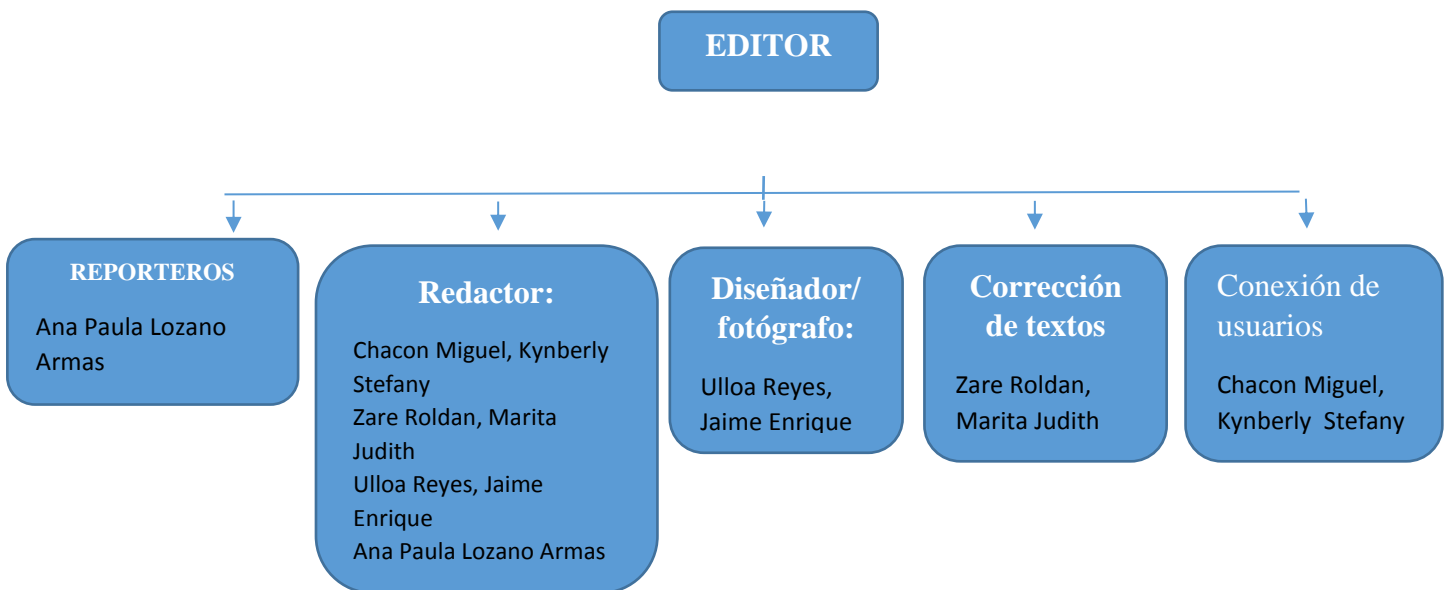 EDITOR
REPORTEROS
Ana Paula Lozano
Armas
Redactor:
Chacon Miguel, Kynberly
Stefany
Zare Roldan, Marita
Judith
Ulloa Reyes, Jaime
Enrique
Ana Paula Lozano Armas
Diseñador/
fotógrafo:
Ulloa Reyes,
Jaime Enrique
Corrección
de textos
Zare Roldan,
Marita Judith
Conexión de
usuarios
Chacon Miguel,
Kynberly  Stefany